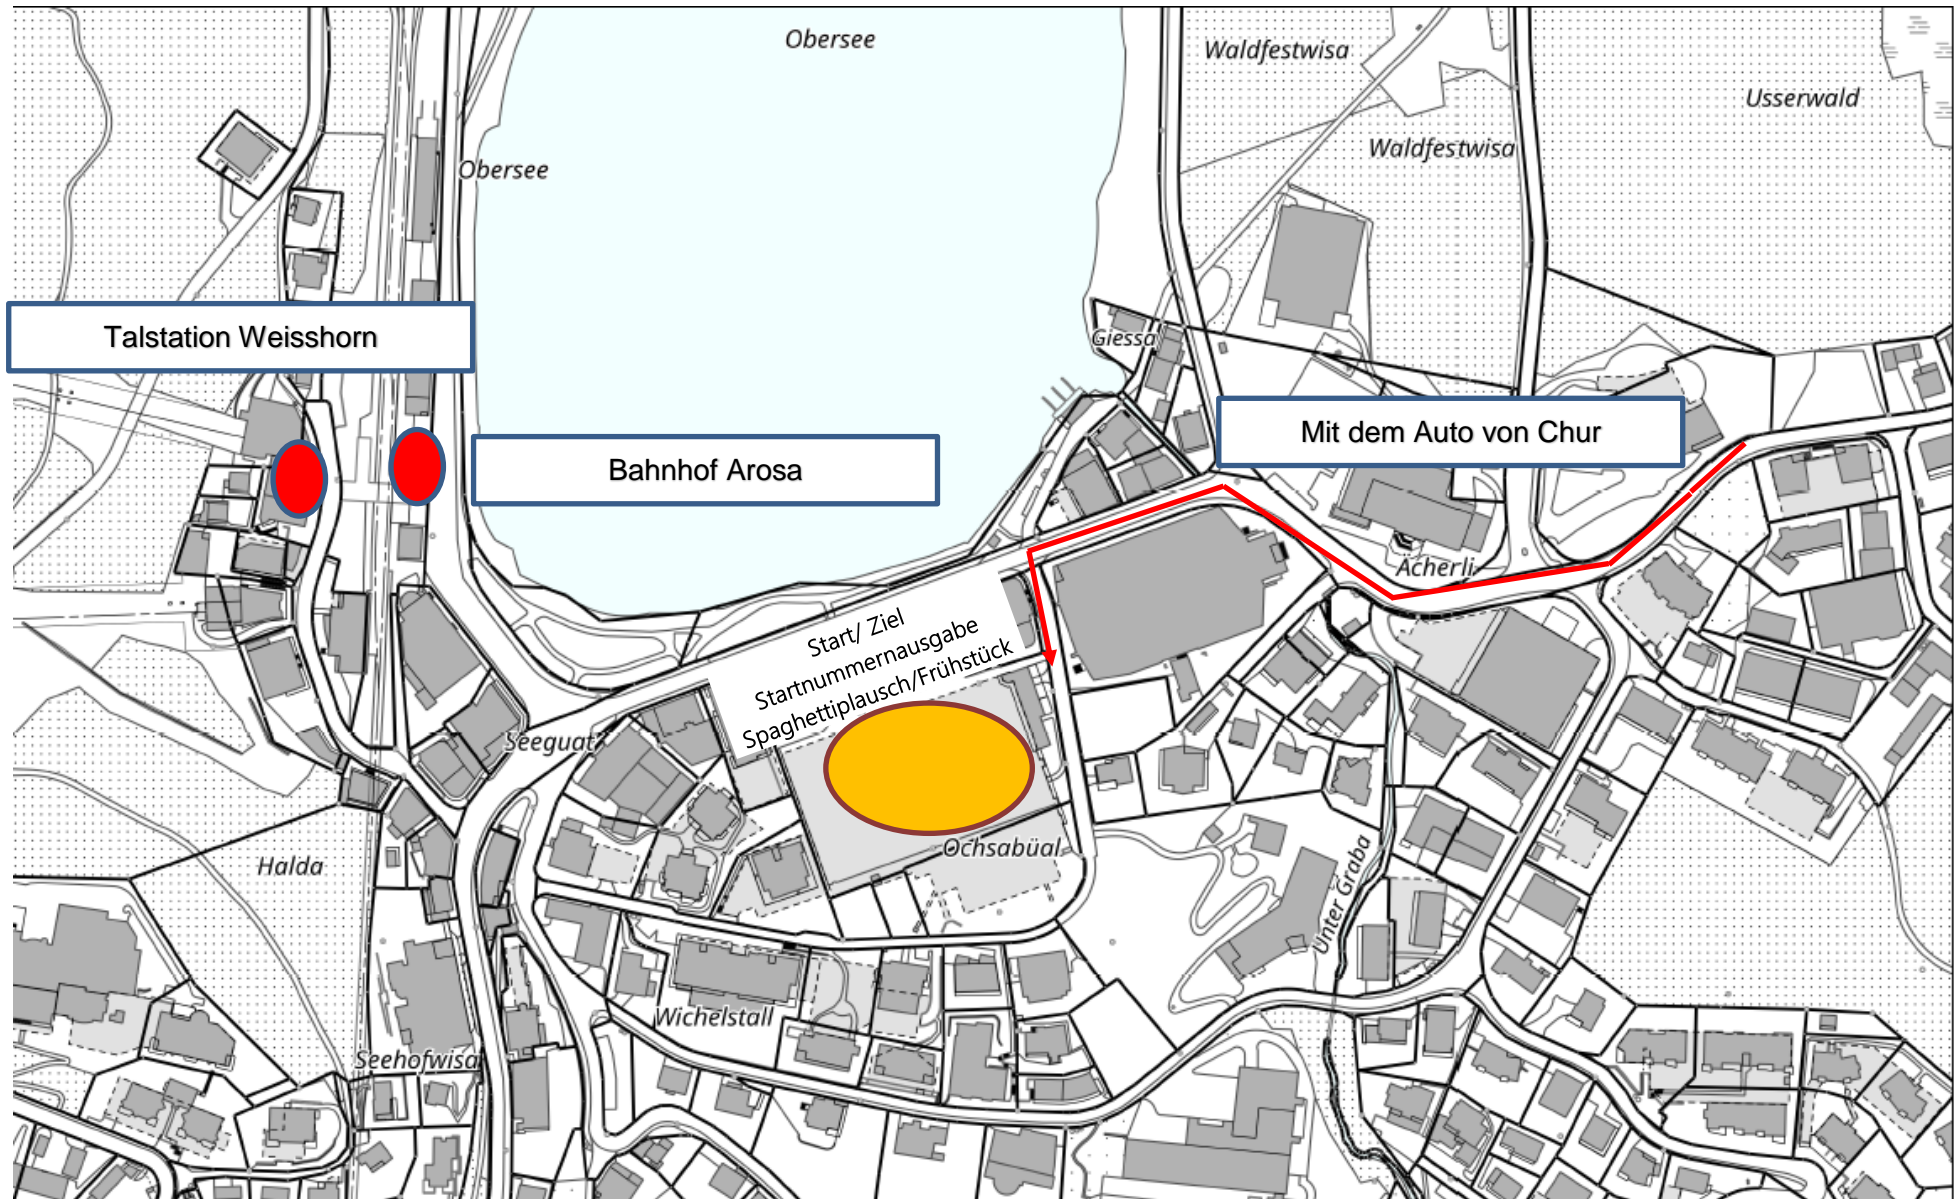 Obersee
Waldfestwisa
Usserwald
Waldfestwisa
Obersee
Talstation Weisshorn
Giessa
Mit dem Auto von Chur
Bahnhof Arosa
Acherli
Start/ Ziel
Startnummernausgabe
Spaghettiplausch/Frühstück
Seeguat
Ochsabüal
Halda
Unter Graba
Wichelstall
Seehofwisa